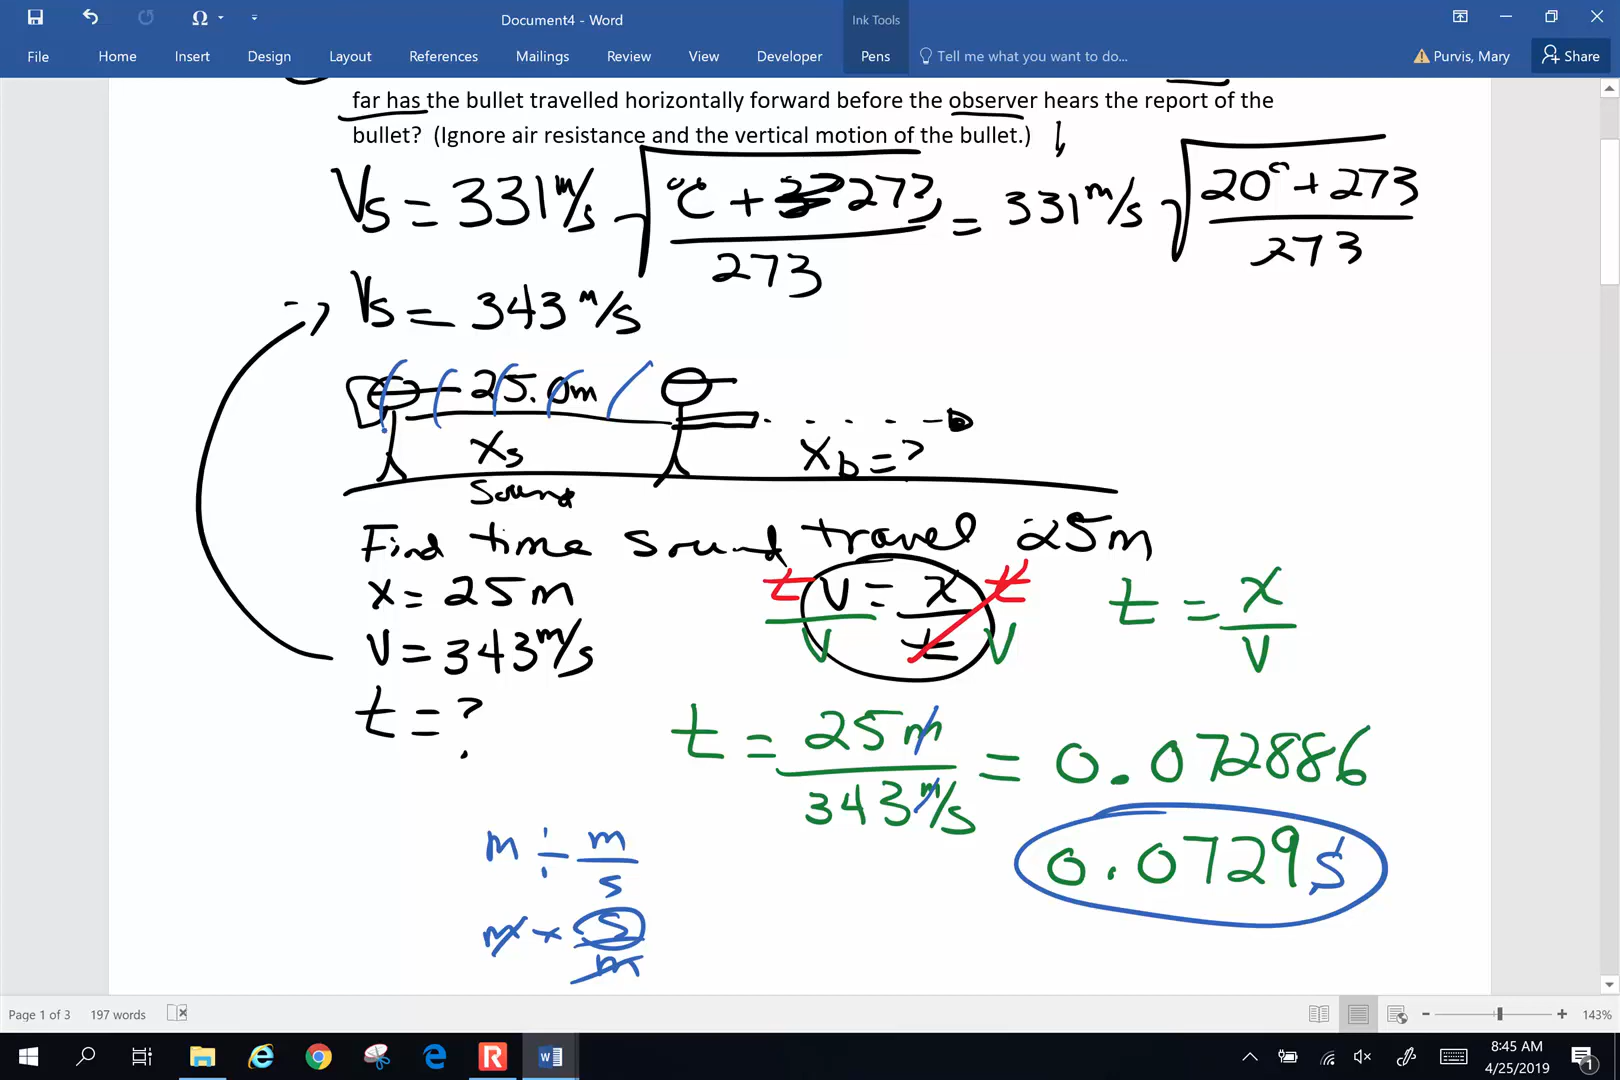 Document4 - Word
Ink Tools
File Home Insert Design Layout References Mailings Review View Developer Pens Tell me what you want to do... Purvis, Mary Share
far has the bullet travelled horizontally forward before the observer hears the report of the
bullet? (Ignore air resistance and the vertical motion of the bullet.)
Vs = 331 m/s √((°C + 273)/273) = 331 m/s √((20° + 273)/273)
Vs = 343 m/s
25.0m
Xs
Xb = ?
Sound
Find time sound travel 25m
x = 25m
t v = x t
V t V
t = x/V
v = 343 m/s
t = ?
t = 25m / 343 m/s = 0.072886
0.0729 s
m ÷ m/s
m × s/m
Page 1 of 3 197 words 143%
8:45 AM
4/25/2019
1